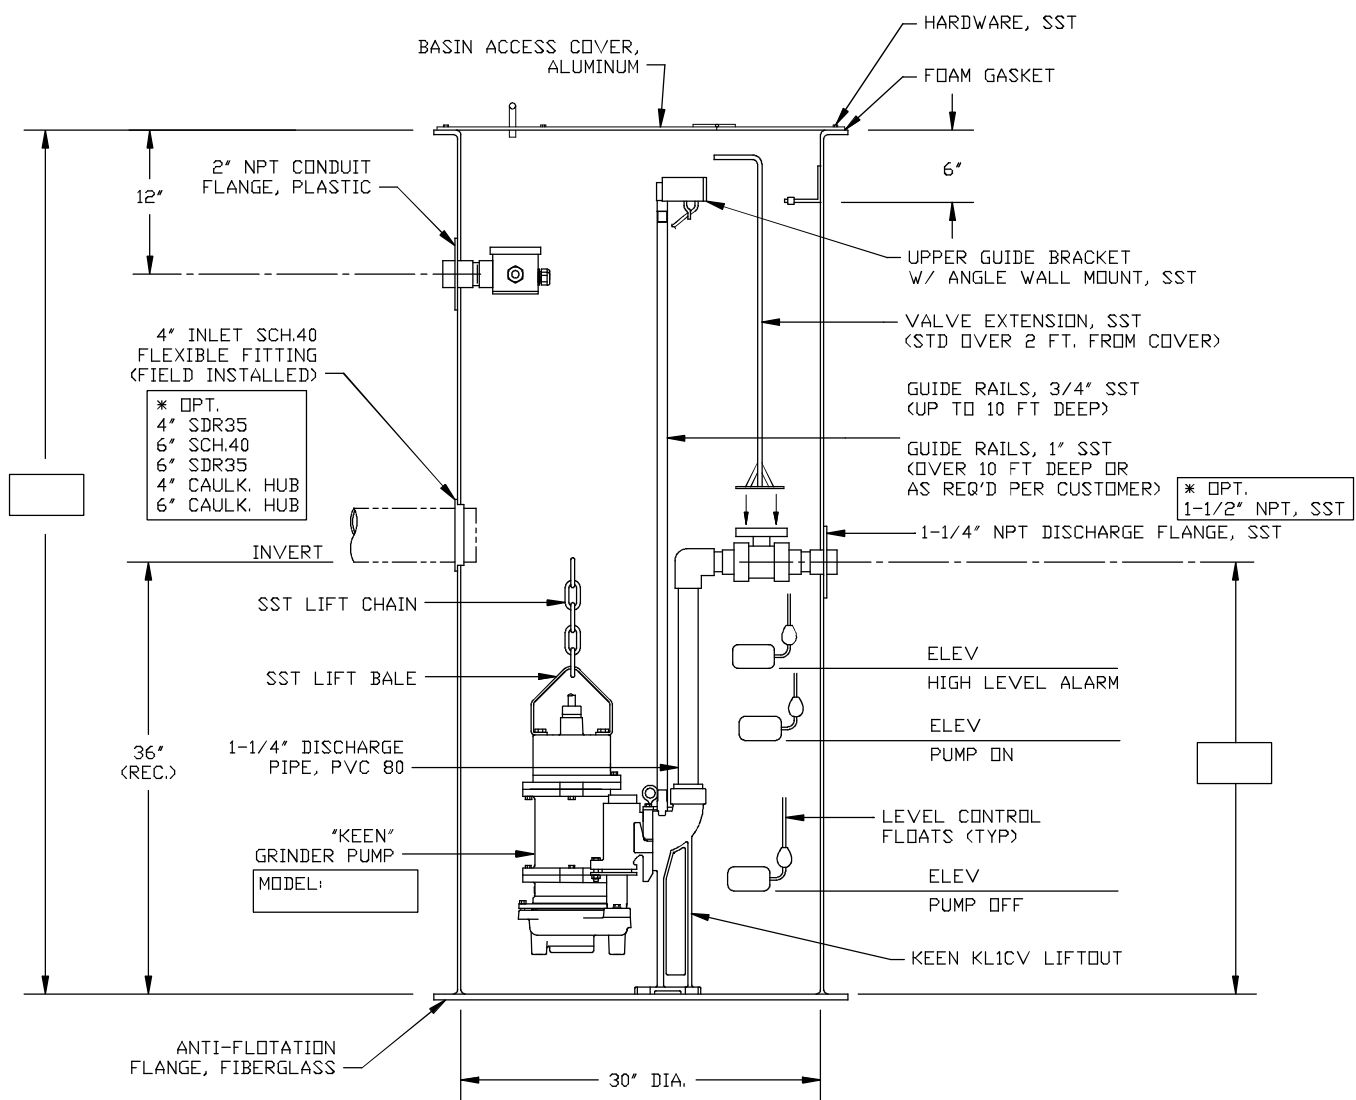 HARDWARE, SST
BASIN ACCESS COVER,
ALUMINUM
FOAM GASKET
2" NPT CONDUIT
FLANGE, PLASTIC
12"
6"
UPPER GUIDE BRACKET
W/ ANGLE WALL MOUNT, SST
VALVE EXTENSION, SST
(STD OVER 2 FT. FROM COVER)
4" INLET SCH.40
FLEXIBLE FITTING
(FIELD INSTALLED)
* OPT.
4" SDR35
6" SCH.40
6" SDR35
4" CAULK. HUB
6" CAULK. HUB
GUIDE RAILS, 3/4" SST
(UP TO 10 FT DEEP)
GUIDE RAILS, 1" SST
(OVER 10 FT DEEP OR
AS REQ'D PER CUSTOMER)
* OPT.
1-1/2" NPT, SST
1-1/4" NPT DISCHARGE FLANGE, SST
INVERT
SST LIFT CHAIN
SST LIFT BALE
ELEV
HIGH LEVEL ALARM
ELEV
PUMP ON
36"
(REC.)
1-1/4" DISCHARGE
PIPE, PVC 80
LEVEL CONTROL
FLOATS (TYP)
"KEEN"
GRINDER PUMP
MODEL:
ELEV
PUMP OFF
KEEN KL1CV LIFTOUT
ANTI-FLOTATION
FLANGE, FIBERGLASS
30" DIA.